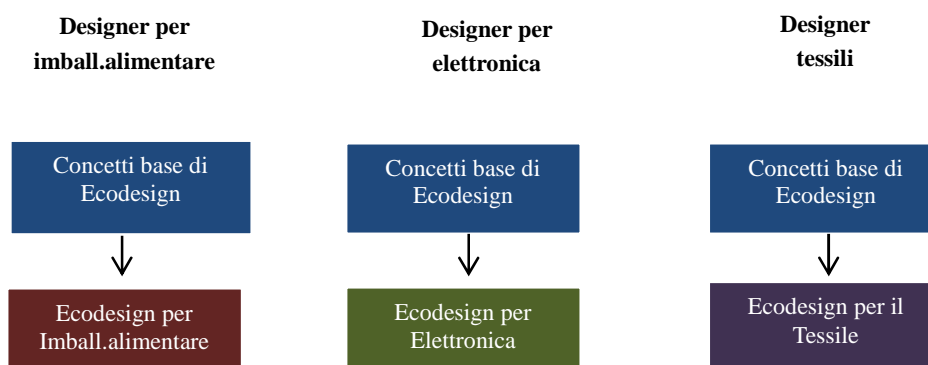 Designer per
imball.alimentare
Designer per
elettronica
Designer
tessili
Concetti base di
Ecodesign
Concetti base di
Ecodesign
Concetti base di
Ecodesign
Ecodesign per
Imball.alimentare
Ecodesign per
Elettronica
Ecodesign per il
Tessile